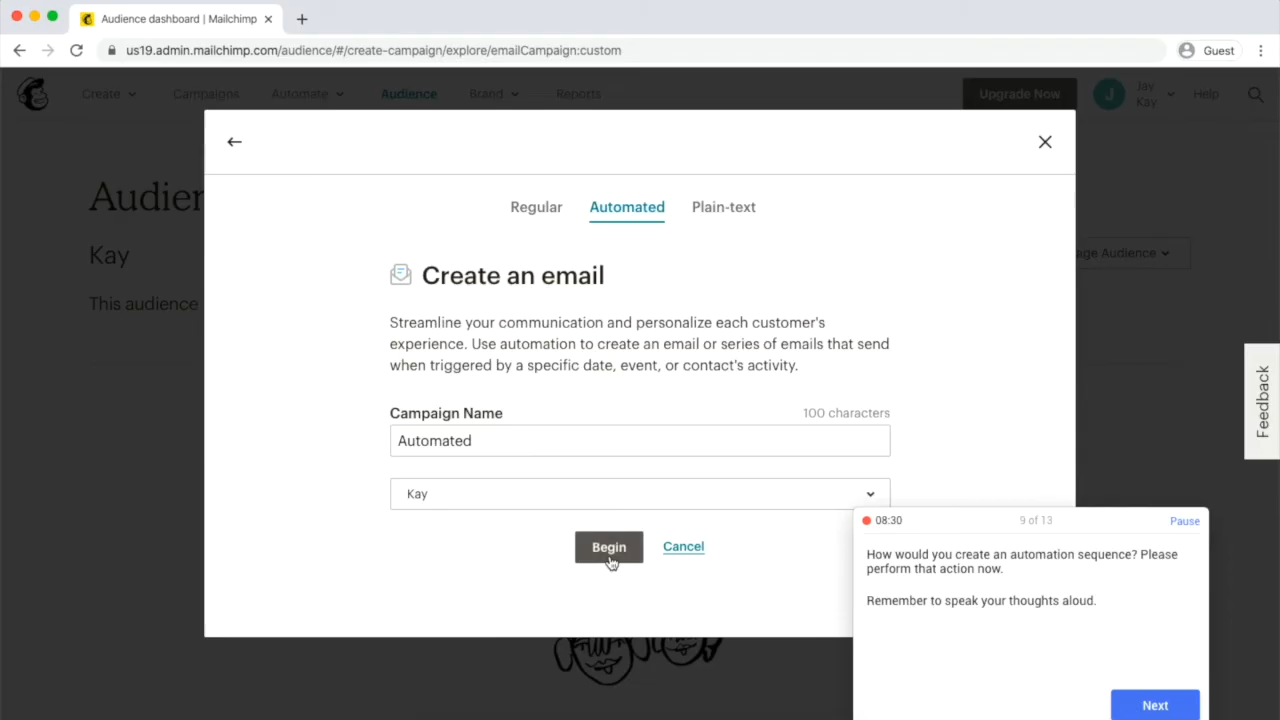 Audience dashboard | Mailchimp
us19.admin.mailchimp.com/audience/#/create-campaign/explore/emailCampaign:custom
Guest
Create
Campaigns
Automate
Audience
Brand
Reports
Upgrade Now
J
Jay
Kay
Help
Audien
Kay
This audience
age Audience
Regular
Automated
Plain-text
Create an email
Streamline your communication and personalize each customer's
experience. Use automation to create an email or series of emails that send
when triggered by a specific date, event, or contact's activity.
Campaign Name
100 characters
Automated
Kay
Begin
Cancel
Feedback
08:30
9 of 13
Pause
How would you create an automation sequence? Please
perform that action now.
Remember to speak your thoughts aloud.
Next